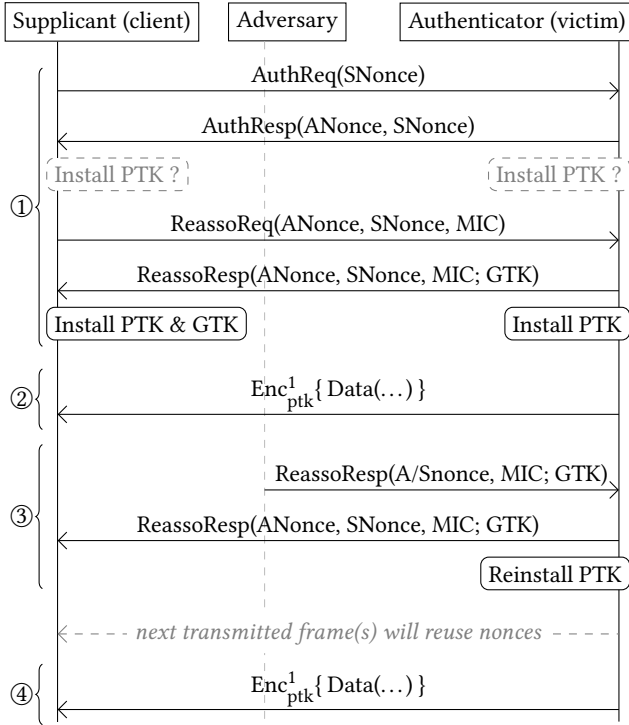 Supplicant (client)
Adversary
Authenticator (victim)
AuthReq(SNonce)
AuthResp(ANonce, SNonce)
Install PTK ?
Install PTK ?
①
ReassoReq(ANonce, SNonce, MIC)
ReassoResp(ANonce, SNonce, MIC; GTK)
Install PTK & GTK
Install PTK
②
Enc¹ptk{ Data(…) }
ReassoResp(A/Snonce, MIC; GTK)
③
ReassoResp(ANonce, SNonce, MIC; GTK)
Reinstall PTK
next transmitted frame(s) will reuse nonces
④
Enc¹ptk{ Data(…) }